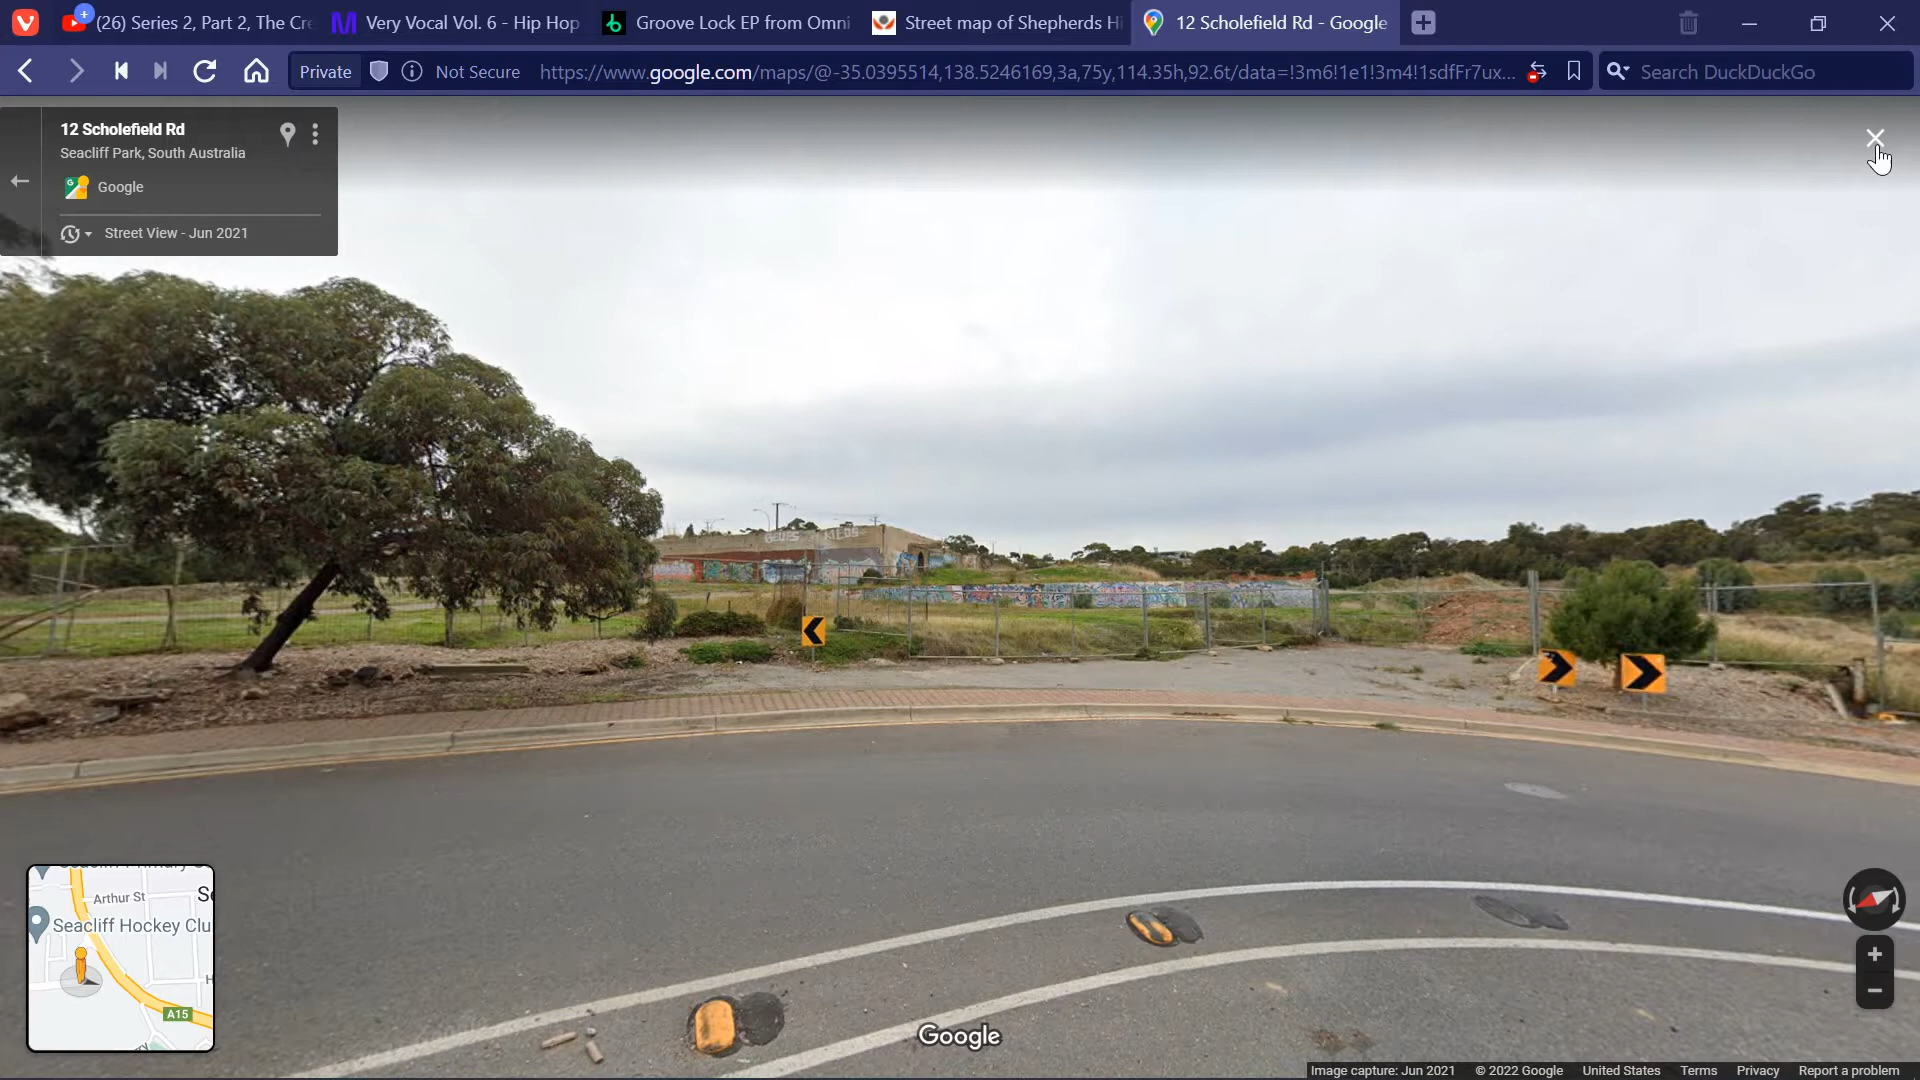 (26) Series 2, Part 2, The Cre
Very Vocal Vol. 6 - Hip Hop
Groove Lock EP from Omni
Street map of Shepherds Hi
12 Scholefield Rd - Google
Private
Not Secure
https://www.google.com/maps/@-35.0395514,138.5246169,3a,75y,114.35h,92.6t/data=!3m6!1e1!3m4!1sdfFr7ux...
Search DuckDuckGo
12 Scholefield Rd
Seacliff Park, South Australia
Google
Street View - Jun 2021
Arthur St
Seacliff Hockey Clu
A15
Google
Image capture: Jun 2021
© 2022 Google
United States
Terms
Privacy
Report a problem